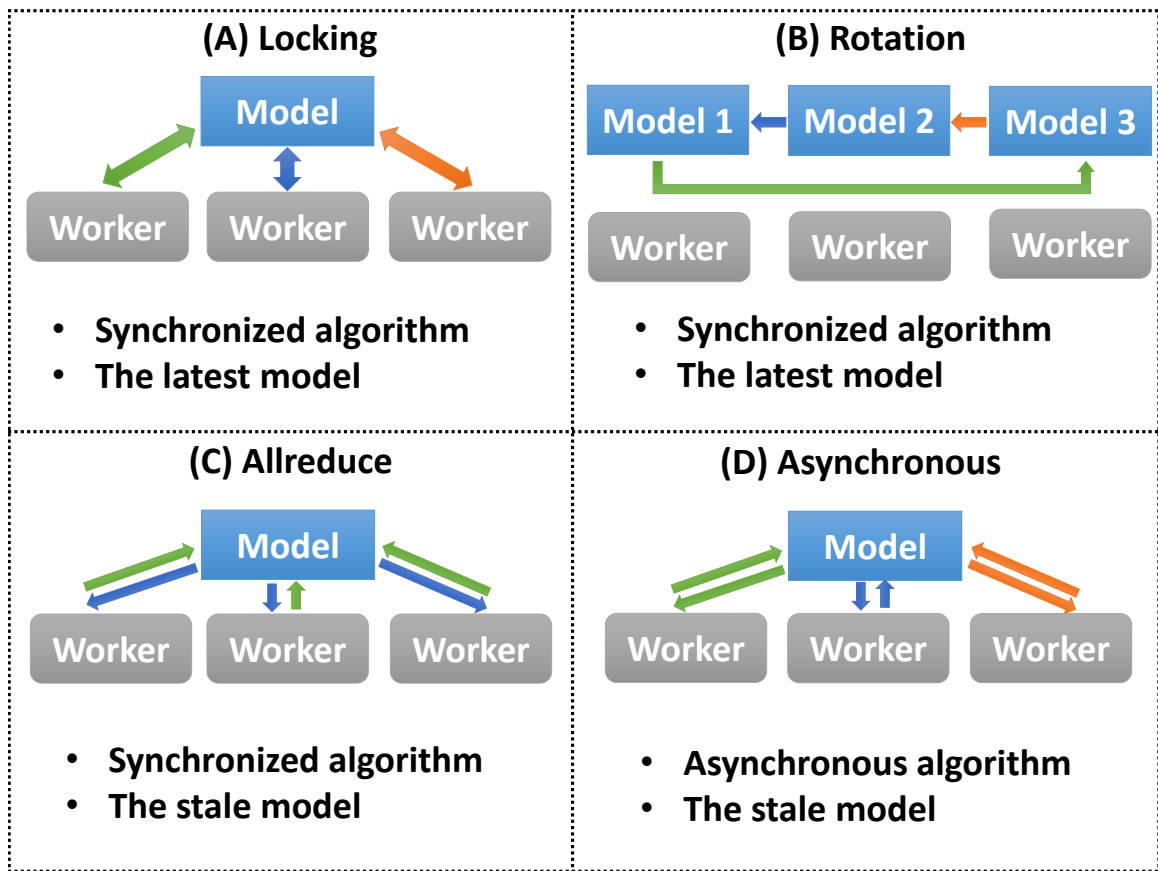 (A) Locking
Model
Worker Worker Worker
• Synchronized algorithm
• The latest model
(B) Rotation
Model 1 Model 2 Model 3
Worker Worker Worker
• Synchronized algorithm
• The latest model
(C) Allreduce
Model
Worker Worker Worker
• Synchronized algorithm
• The stale model
(D) Asynchronous
Model
Worker Worker Worker
• Asynchronous algorithm
• The stale model